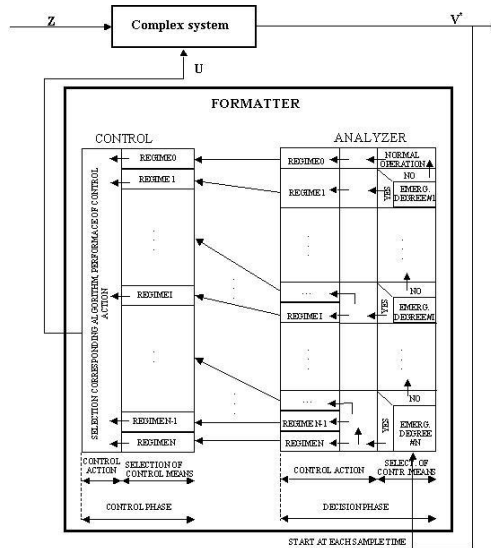 Z
Complex system
V*
U
FORMATTER
CONTROL
ANALYZER
SELECTION CORRESPONDING ALGORITHM, PERFORMACE OF CONTROL ACTION
REGIME0
REGIME 1
REGIMEI
REGIMEN-1
REGIMEN
REGIME0
REGIME1
...
REGIMEI
...
REGIMEN-1
REGIMEN
NORMAL OPERATION
NO
YES
EMERG. DEGREE#1
NO
YES
EMERG. DEGREE#I
NO
YES
EMERG. DEGREE #N
CONTROL ACTION
SELECTION OF CONTROL MEANS
CONTROL ACTION
SELECT. OF CONTR MEANS
CONTROL PHASE
DECISION PHASE
START AT EACH SAMPLE TIME